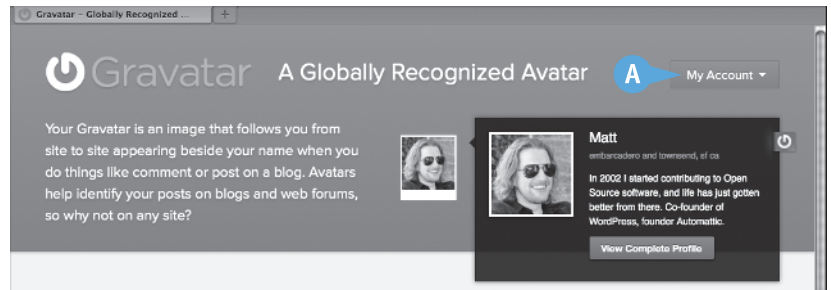 Gravatar - Globally Recognized ...
Gravatar
A Globally Recognized Avatar
A
My Account
Your Gravatar is an image that follows you from
site to site appearing beside your name when you
do things like comment or post on a blog. Avatars
help identify your posts on blogs and web forums,
so why not on any site?
Matt
embarcadero and townsend, sf ca
In 2002 I started contributing to Open
Source software, and life has just gotten
better from there. Co-founder of
WordPress, founder Automattic.
View Complete Profile